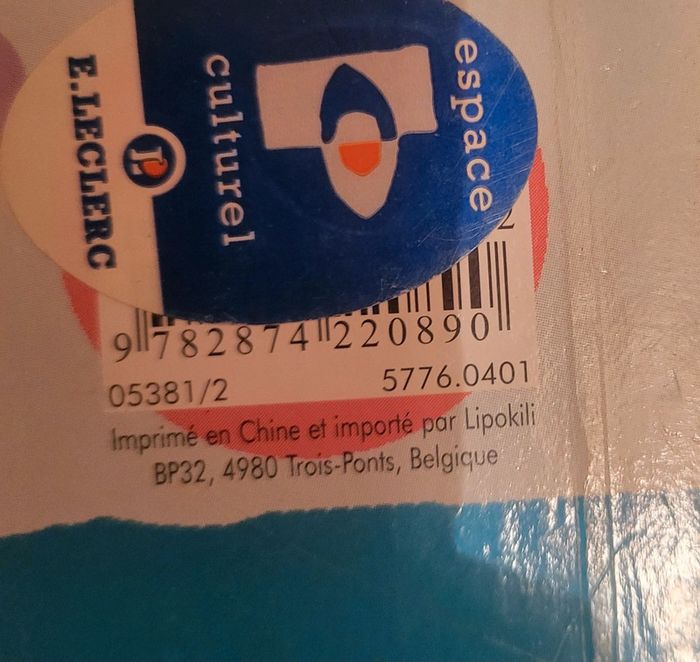 E.LECLERC
culturel
espace
2
9 782874 220890
05381/2
5776.0401
Imprimé en Chine et importé par Lipokili
BP32, 4980 Trois-Ponts, Belgique